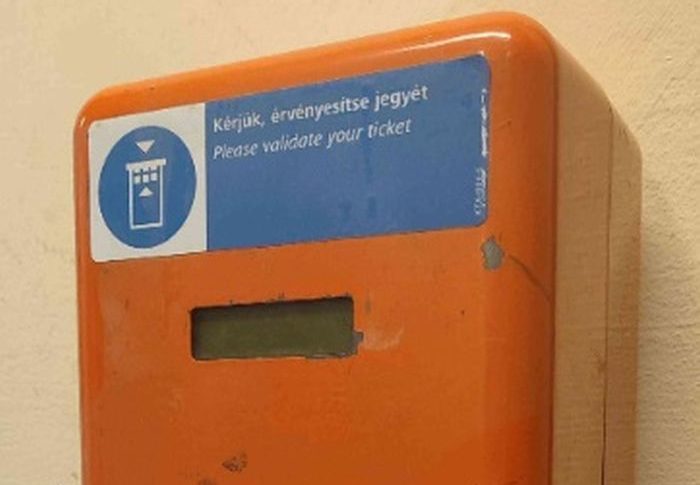 Kérjük, érvényesítse jegyét
Please validate your ticket